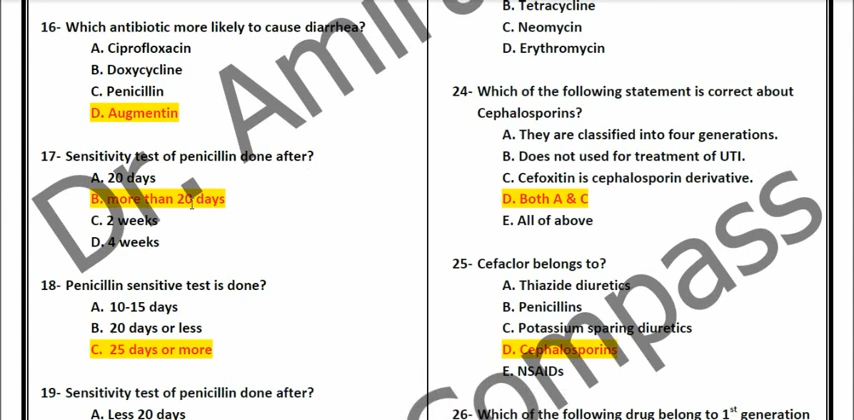 16- Which antibiotic more likely to cause diarrhea?
A. Ciprofloxacin
B. Doxycycline
C. Penicillin
D. Augmentin
17- Sensitivity test of penicillin done after?
A. 20 days
B. more than 20 days
C. 2 weeks
D. 4 weeks
18- Penicillin sensitive test is done?
A. 10-15 days
B. 20 days or less
C. 25 days or more
19- Sensitivity test of penicillin done after?
A. Less 20 days
B. Tetracycline
C. Neomycin
D. Erythromycin
24- Which of the following statement is correct about
Cephalosporins?
A. They are classified into four generations.
B. Does not used for treatment of UTI.
C. Cefoxitin is cephalosporin derivative.
D. Both A & C
E. All of above
25- Cefaclor belongs to?
A. Thiazide diuretics
B. Penicillins
C. Potassium sparing diuretics
D. Cephalosporins
E. NSAIDs
26- Which of the following drug belong to 1st generation
Dr. Amir
Compass